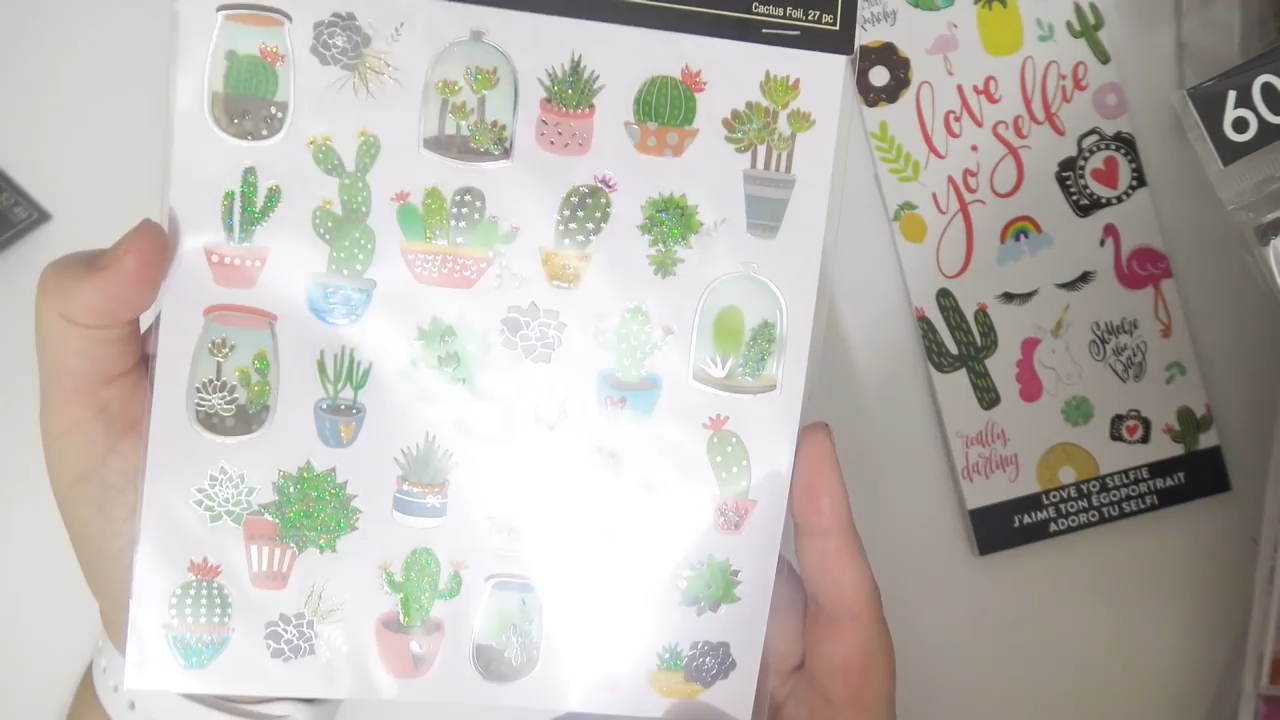 Cactus Foil, 27 pc
love
yo'
selfie
SomeOne
the
Day
really,
darling
LOVE YO' SELFIE
J'AIME TON ÉGOPORTRAIT
ADORO TU SELFI
60